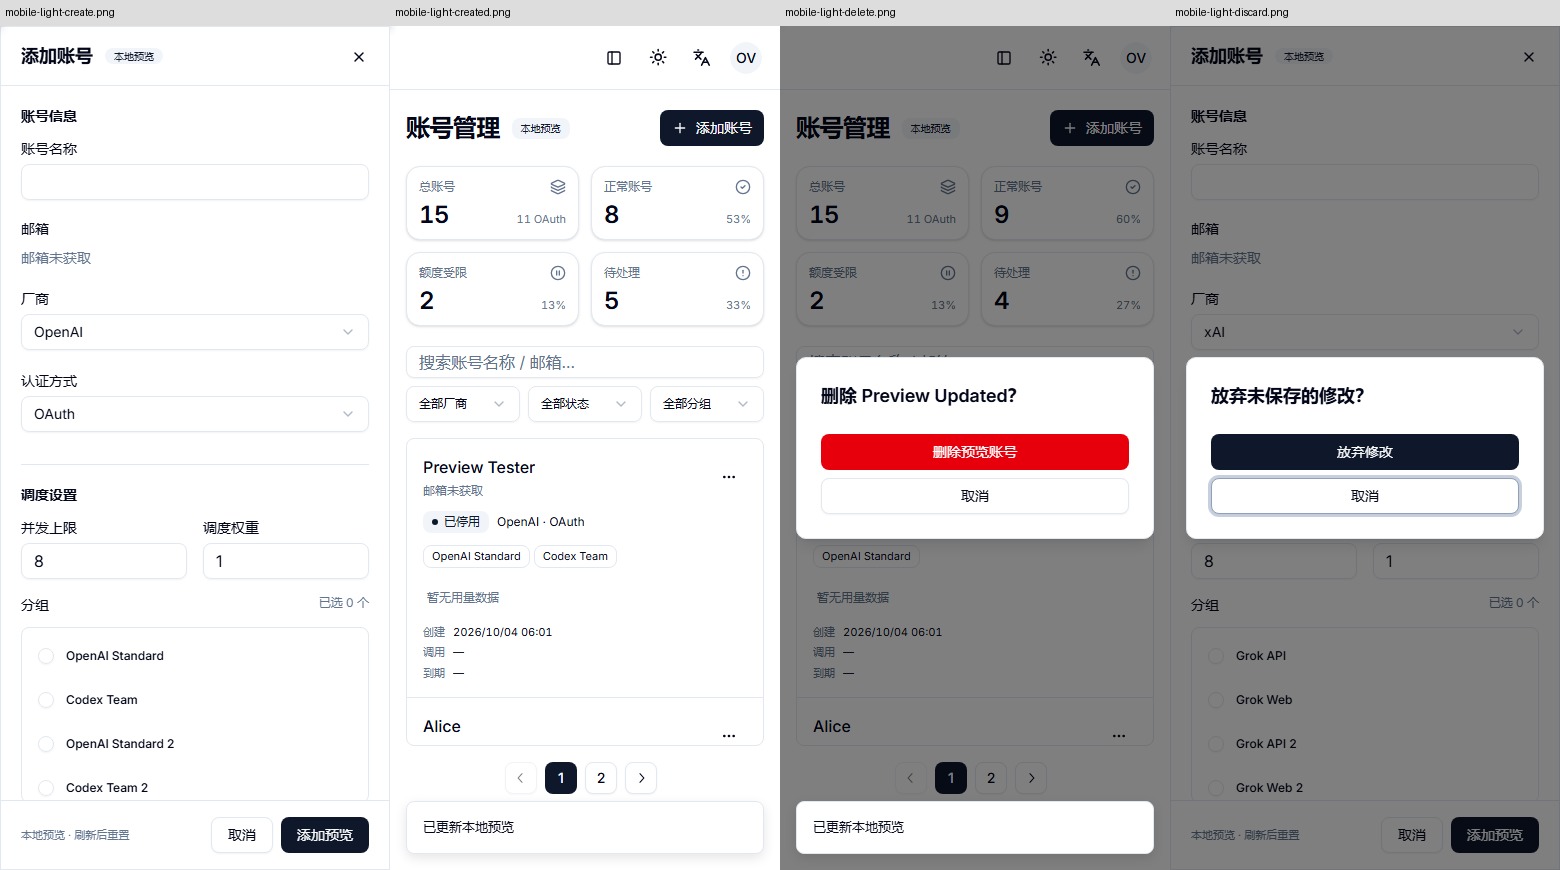 mobile-light-create.png
添加账号 本地预览
账号信息
账号名称
邮箱
邮箱未获取
厂商
OpenAI
认证方式
OAuth
调度设置
并发上限 调度权重
8 1
分组 已选 0 个
OpenAI Standard
Codex Team
OpenAI Standard 2
Codex Team 2
本地预览 · 刷新后重置 取消 添加预览
mobile-light-created.png
OV
账号管理 本地预览 + 添加账号
总账号 正常账号
15 11 OAuth 8 53%
额度受限 待处理
2 13% 5 33%
搜索账号名称 / 邮箱...
全部厂商 全部状态 全部分组
Preview Tester
邮箱未获取
已停用 OpenAI · OAuth
OpenAI Standard Codex Team
暂无用量数据
创建 2026/10/04 06:01
调用 —
到期 —
Alice
1 2
已更新本地预览
mobile-light-delete.png
OV
账号管理 本地预览 + 添加账号
总账号 正常账号
15 11 OAuth 9 60%
额度受限 待处理
2 13% 4 27%
删除 Preview Updated?
删除预览账号
取消
OpenAI Standard
暂无用量数据
创建 2026/10/04 06:01
调用 —
到期 —
Alice
1 2
已更新本地预览
mobile-light-discard.png
添加账号 本地预览
账号信息
账号名称
邮箱
邮箱未获取
厂商
xAI
放弃未保存的修改?
放弃修改
取消
8 1
分组 已选 0 个
Grok API
Grok Web
Grok API 2
Grok Web 2
本地预览 · 刷新后重置 取消 添加预览